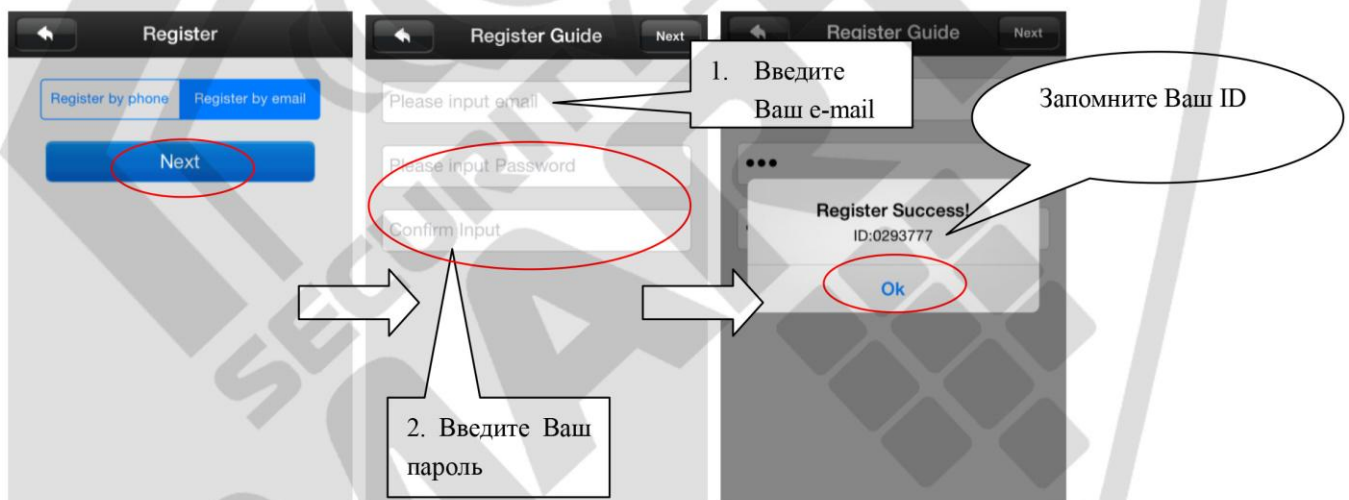 Register
Register by phone Register by email
Next
Register Guide Next
Please input email
Please input Password
Confirm Input
1. Введите
Ваш e-mail
2. Введите Ваш
пароль
Register Guide Next
•••
Register Success!
ID:0293777
Ok
Запомните Ваш ID
SECURIT